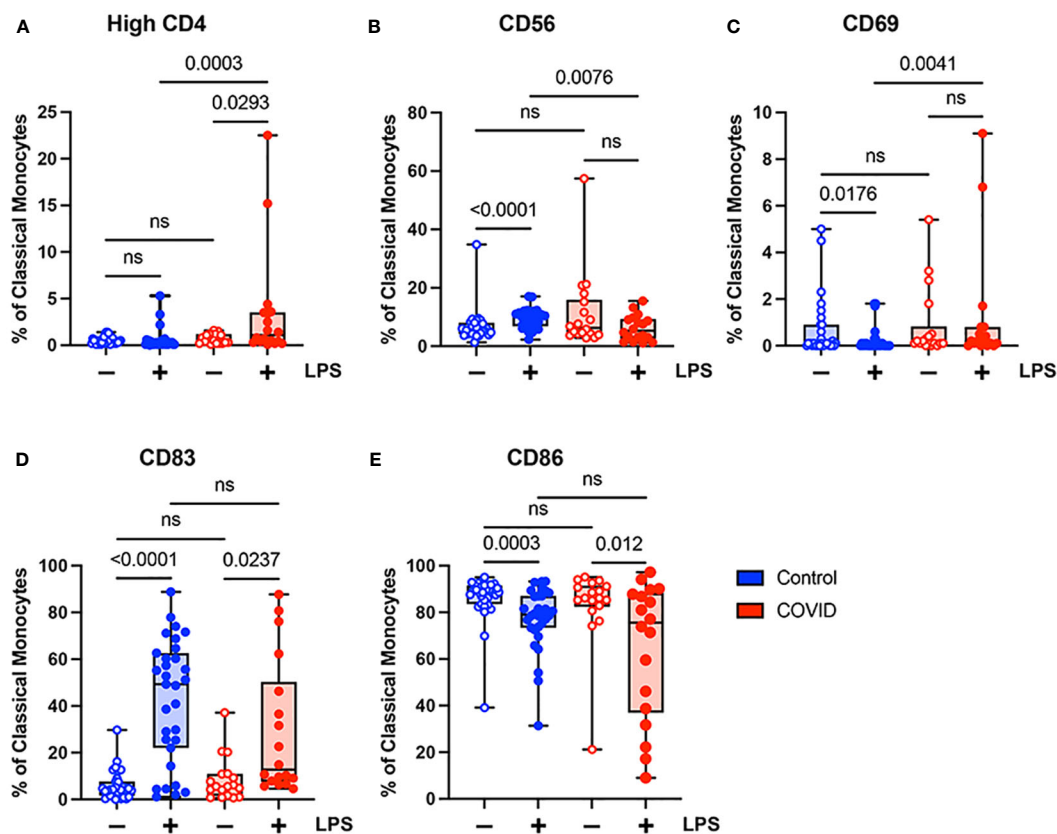 A High CD4
0.0003
0.0293
ns
ns
% of Classical Monocytes
25
20
15
10
5
0
− + − + LPS
B CD56
0.0076
ns
ns
<0.0001
% of Classical Monocytes
80
60
40
20
0
− + − + LPS
C CD69
0.0041
ns
ns
0.0176
% of Classical Monocytes
10
8
6
4
2
0
− + − + LPS
D CD83
ns
ns
<0.0001 0.0237
% of Classical Monocytes
100
80
60
40
20
0
− + − + LPS
E CD86
ns
ns
0.0003 0.012
% of Classical Monocytes
100
80
60
40
20
0
− + − + LPS
Control
COVID